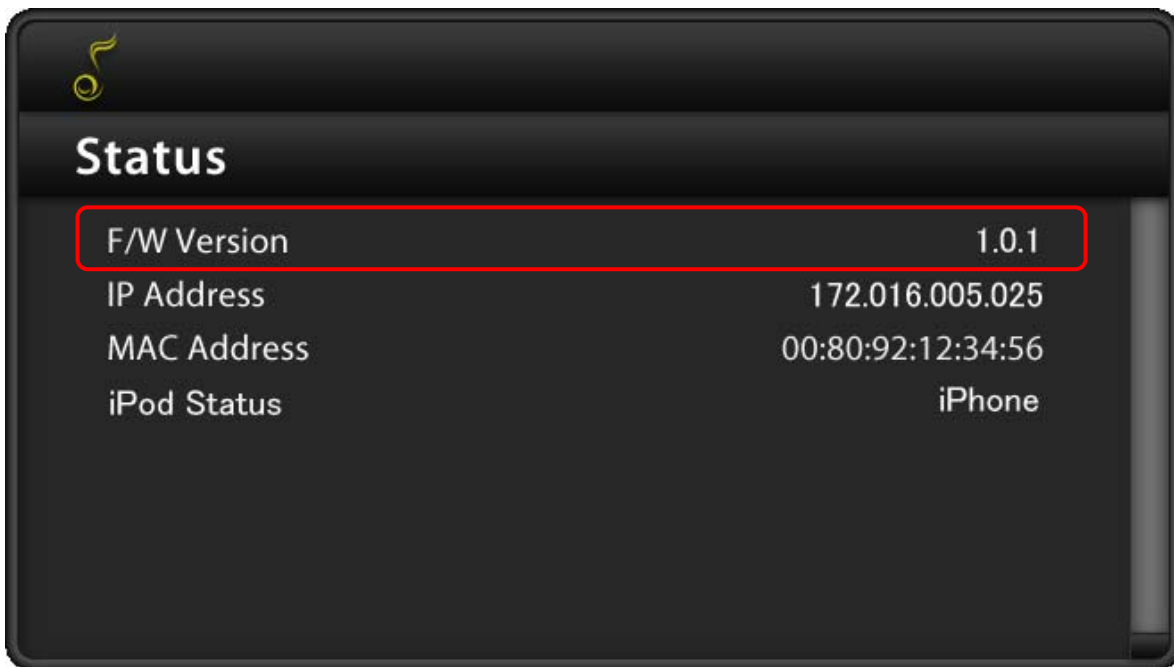 Status
F/W Version 1.0.1
IP Address 172.016.005.025
MAC Address 00:80:92:12:34:56
iPod Status iPhone